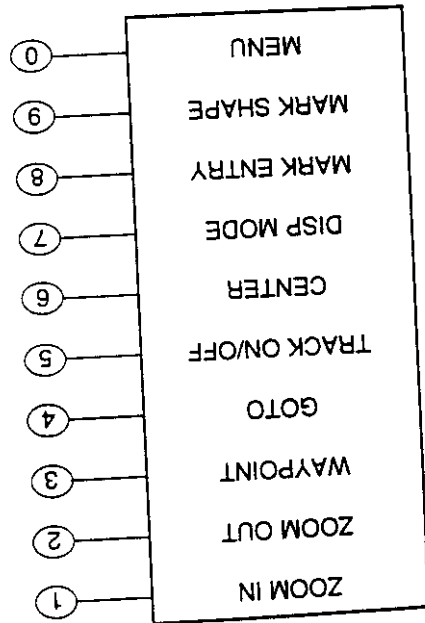 ZOOM IN 1
ZOOM OUT 2
WAYPOINT 3
GOTO 4
TRACK ON/OFF 5
CENTER 6
DISP MODE 7
MARK ENTRY 8
MARK SHAPE 9
MENU 0